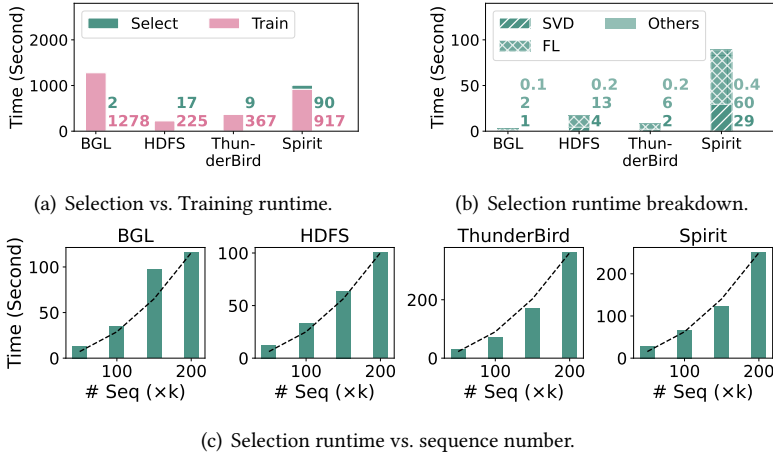 Time (Second)
2000
1000
0
Select
Train
2
1278
17
225
9
367
90
917
BGL
HDFS
Thun-
derBird
Spirit
(a) Selection vs. Training runtime.
Time (Second)
100
50
0
SVD
FL
Others
0.1
2
1
0.2
13
4
0.2
6
2
0.4
60
29
BGL
HDFS
Thun-
derBird
Spirit
(b) Selection runtime breakdown.
BGL
Time (Second)
100
50
0
100
200
# Seq (×k)
HDFS
100
50
0
100
200
# Seq (×k)
ThunderBird
200
0
100
200
# Seq (×k)
Spirit
200
100
0
100
200
# Seq (×k)
(c) Selection runtime vs. sequence number.